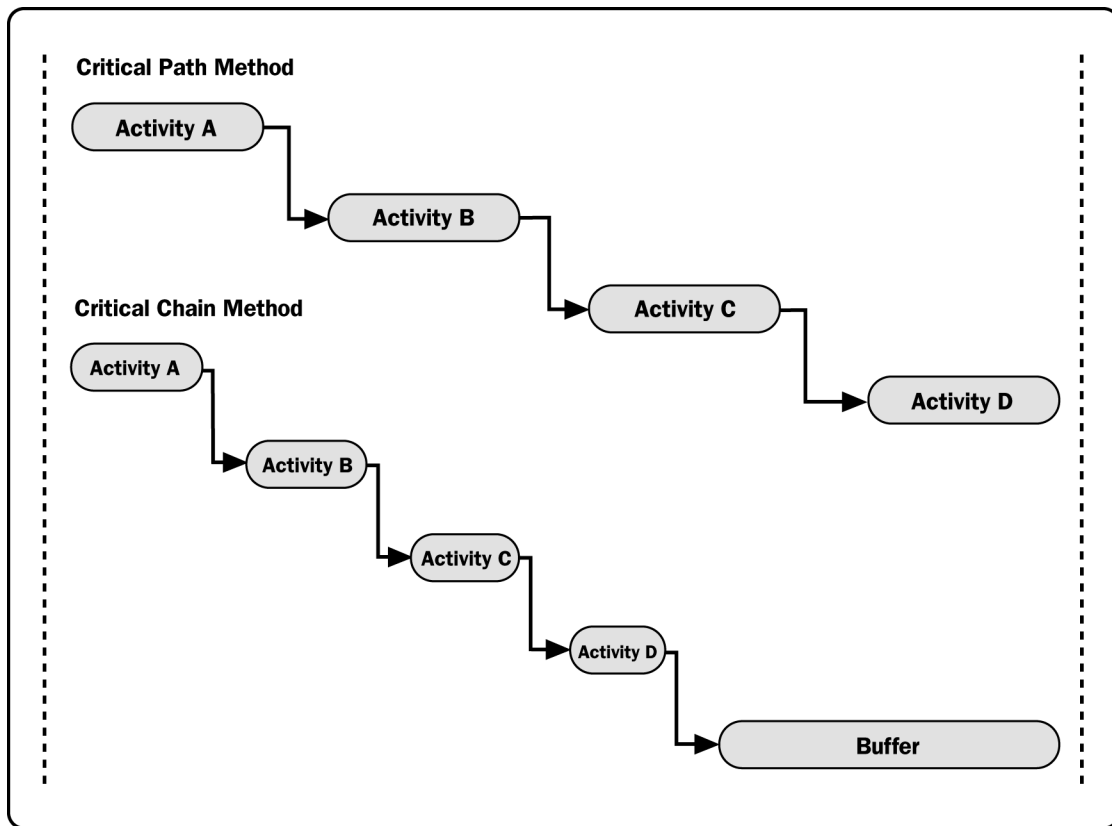 Critical Path Method
Activity A
Activity B
Activity C
Activity D
Critical Chain Method
Activity A
Activity B
Activity C
Activity D
Buffer